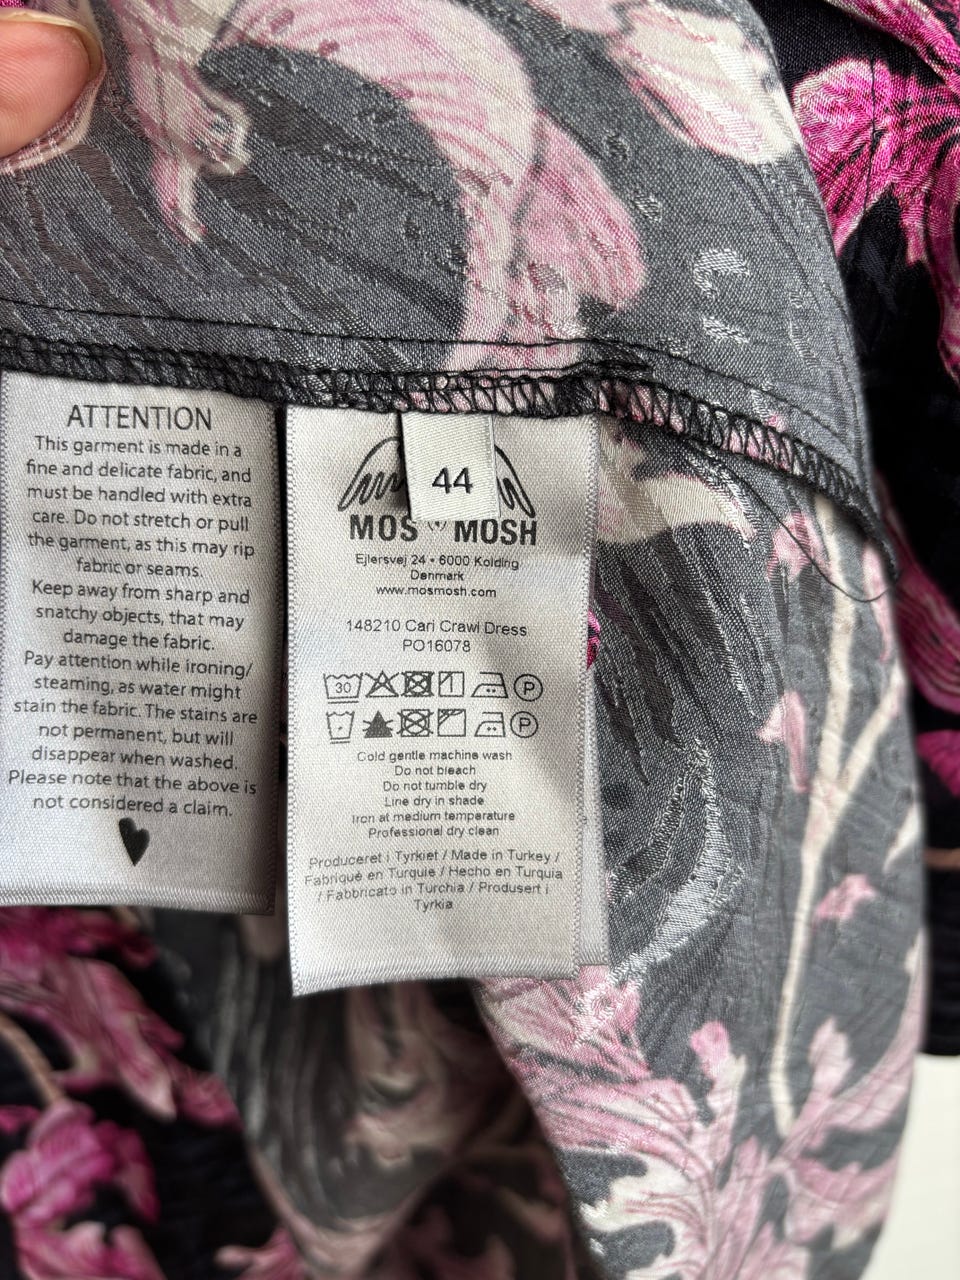 ATTENTION
This garment is made in a
fine and delicate fabric, and
must be handled with extra
care. Do not stretch or pull
the garment, as this may rip
fabric or seams.
Keep away from sharp and
snatchy objects, that may
damage the fabric.
Pay attention while ironing/
steaming, as water might
stain the fabric. The stains are
not permanent, but will
disappear when washed.
Please note that the above is
not considered a claim.
44
MOS MOSH
Ejlersvej 24 • 6000 Kolding
Denmark
www.mosmosh.com
148210 Cari Crawi Dress
PO16078
30 P
P
Cold gentle machine wash
Do not bleach
Do not tumble dry
Line dry in shade
Iron at medium temperature
Professional dry clean
Produceret i Tyrkiet / Made in Turkey /
Fabriqué en Turquie / Hecho en Turquia
/ Fabbricato in Turchia / Produsert i
Tyrkia